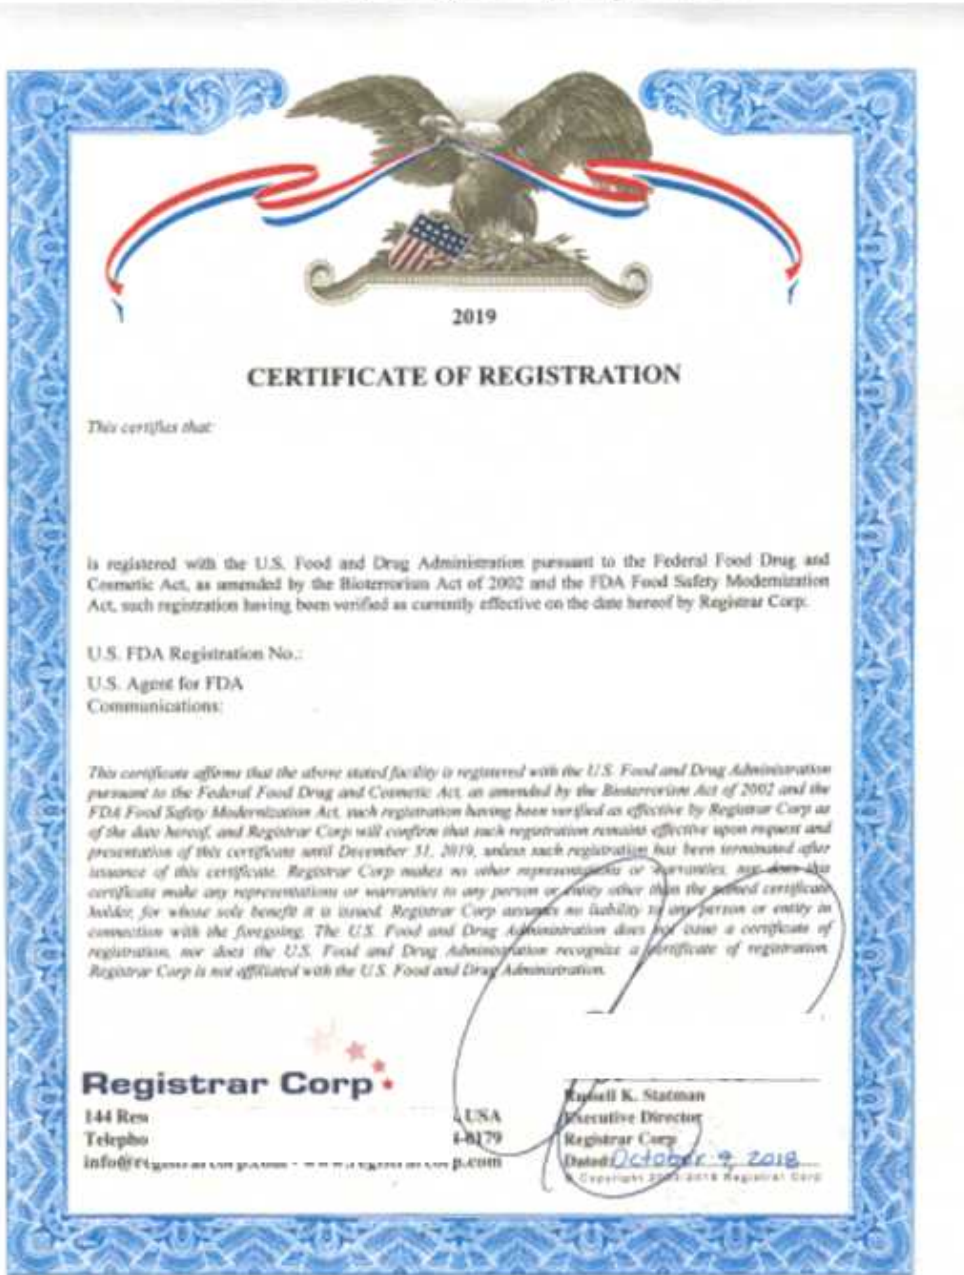 2019
CERTIFICATE OF REGISTRATION
This certifies that:
is registered with the U.S. Food and Drug Administration pursuant to the Federal Food Drug and
Cosmetic Act, as amended by the Bioterrorism Act of 2002 and the FDA Food Safety Modernization
Act, such registration having been verified as currently effective on the date hereof by Registrar Corp:
U.S. FDA Registration No.:
U.S. Agent for FDA
Communications:
This certificate affirms that the above stated facility is registered with the U.S. Food and Drug Administration
pursuant to the Federal Food Drug and Cosmetic Act, as amended by the Bioterrorism Act of 2002 and the
FDA Food Safety Modernization Act, such registration having been verified as effective by Registrar Corp as
of the date hereof, and Registrar Corp will confirm that such registration remains effective upon request and
presentation of this certificate until December 31, 2019, unless such registration has been terminated after
issuance of this certificate. Registrar Corp makes no other representations or warranties, nor does this
certificate make any representations or warranties to any person or entity other than the named certificate
holder, for whose sole benefit it is issued. Registrar Corp assumes no liability to any person or entity in
connection with the foregoing. The U.S. Food and Drug Administration does not issue a certificate of
registration, nor does the U.S. Food and Drug Administration recognize a certificate of registration.
Registrar Corp is not affiliated with the U.S. Food and Drug Administration.
Registrar Corp
144 Res USA
Telepho -0179
info@r p.com
Russell K. Statman
Executive Director
Registrar Corp
Dated: October 9, 2018
© Copyright 2003-2018 Registrar Corp